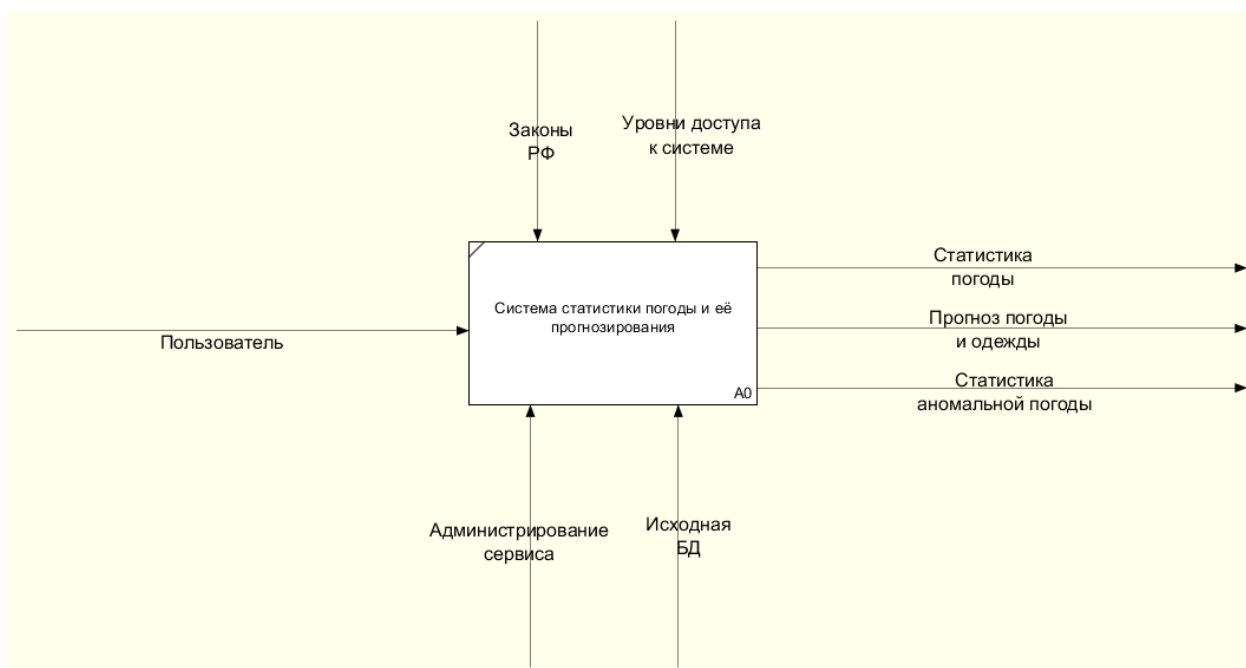 Законы
РФ
Уровни доступа
к системе
Статистика
погоды
Система статистики погоды и её
прогнозирования
Прогноз погоды
и одежды
Пользователь
Статистика
аномальной погоды
A0
Администрирование
сервиса
Исходная
БД